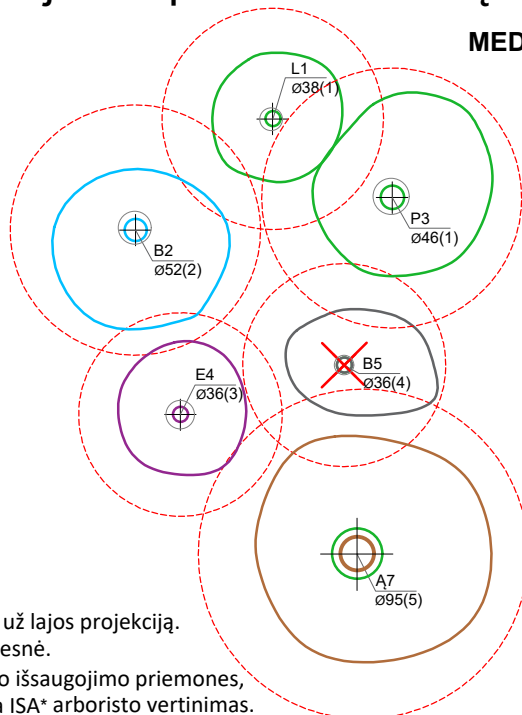 MED
L1
Ø38(1)
P3
Ø46(1)
B2
Ø52(2)
B5
Ø36(4)
E4
Ø36(3)
Ą7
Ø95(5)
už lajos projekciją.
esnė.
o išsaugojimo priemones,
ISA* arboristo vertinimas.